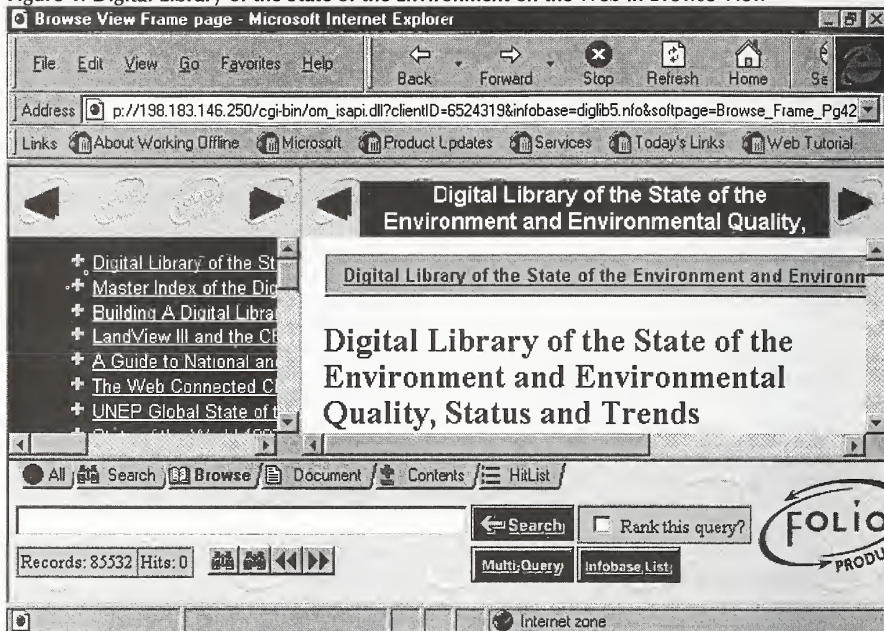 Browse View Frame page - Microsoft Internet Explorer
File Edit View Go Favorites Help
Back Forward Stop Refresh Home Se
Address p://198.183.146.250/cgi-bin/om_isapi.dll?clientID=6524319&infobase=diglib5.nfo&softpage=Browse_Frame_Pg42
Links About Working Offline Microsoft Product Updates Services Today's Links Web Tutorial
Digital Library of the State of the
Environment and Environmental Quality,
Digital Library of the St
Master Index of the Dig
Building A Digital Libra
LandView III and the CE
A Guide to National and
The Web Connected C
UNEP Global State of t
Digital Library of the State of the Environment and Environ
Digital Library of the State of the
Environment and Environmental
Quality, Status and Trends
All Search Browse Document Contents HitList
Search Rank this query?
FOLIO
PRODU
Records: 85532 Hits: 0
Multi-Query Infobase List
Internet zone